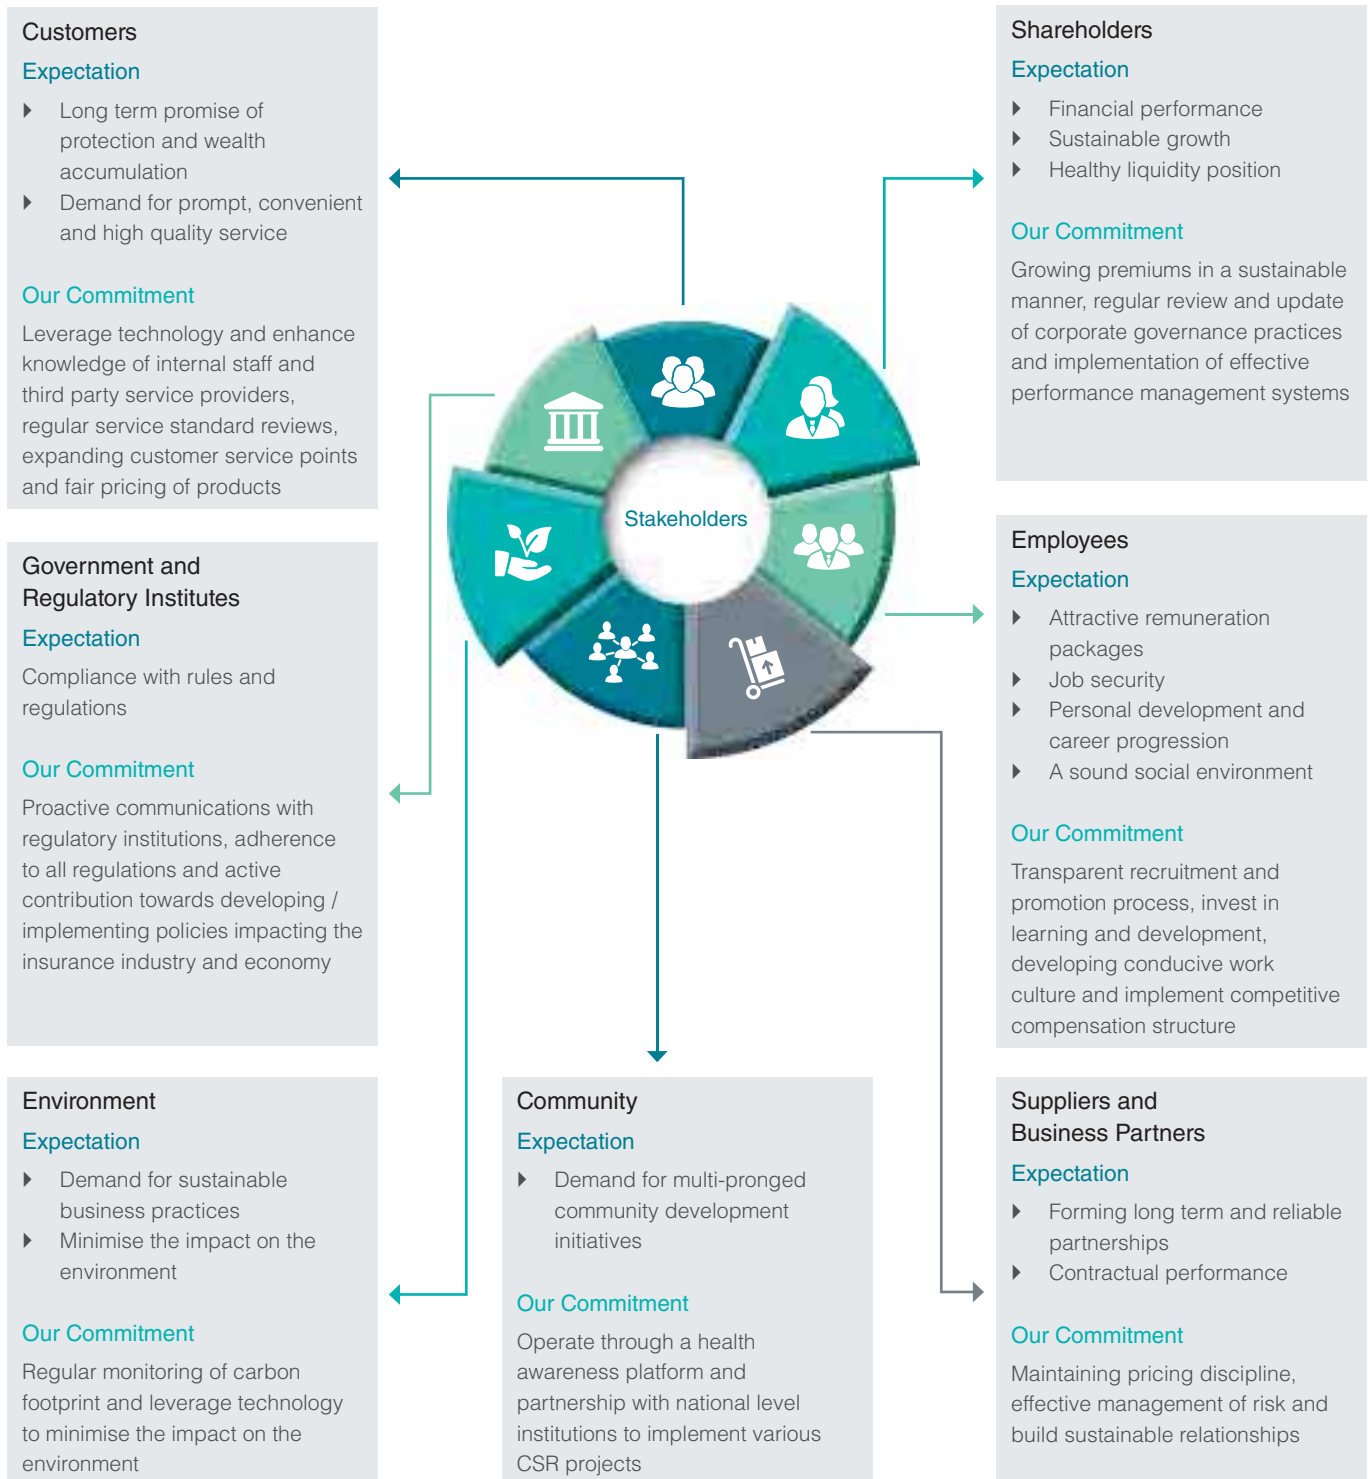 Customers
Expectation
Long term promise of
protection and wealth
accumulation
Demand for prompt, convenient
and high quality service
Our Commitment
Leverage technology and enhance
knowledge of internal staff and
third party service providers,
regular service standard reviews,
expanding customer service points
and fair pricing of products
Shareholders
Expectation
Financial performance
Sustainable growth
Healthy liquidity position
Our Commitment
Growing premiums in a sustainable
manner, regular review and update
of corporate governance practices
and implementation of effective
performance management systems
Stakeholders
Government and
Regulatory Institutes
Expectation
Compliance with rules and
regulations
Our Commitment
Proactive communications with
regulatory institutions, adherence
to all regulations and active
contribution towards developing /
implementing policies impacting the
insurance industry and economy
Employees
Expectation
Attractive remuneration
packages
Job security
Personal development and
career progression
A sound social environment
Our Commitment
Transparent recruitment and
promotion process, invest in
learning and development,
developing conducive work
culture and implement competitive
compensation structure
Environment
Expectation
Demand for sustainable
business practices
Minimise the impact on the
environment
Our Commitment
Regular monitoring of carbon
footprint and leverage technology
to minimise the impact on the
environment
Community
Expectation
Demand for multi-pronged
community development
initiatives
Our Commitment
Operate through a health
awareness platform and
partnership with national level
institutions to implement various
CSR projects
Suppliers and
Business Partners
Expectation
Forming long term and reliable
partnerships
Contractual performance
Our Commitment
Maintaining pricing discipline,
effective management of risk and
build sustainable relationships